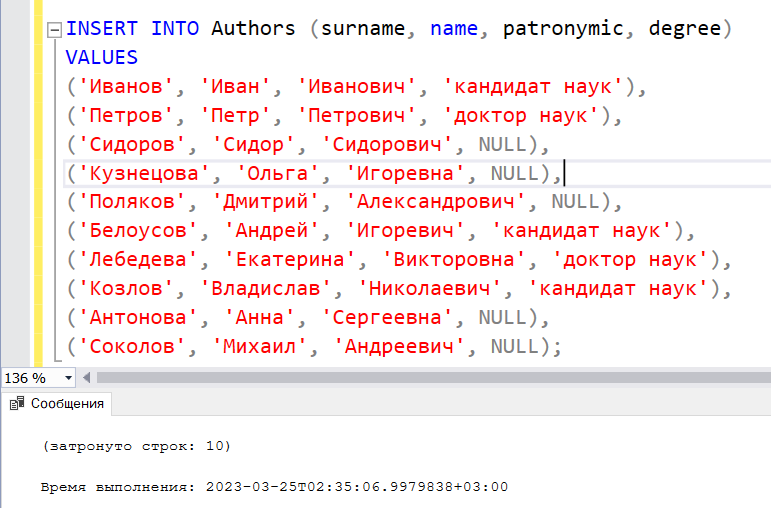 INSERT INTO Authors (surname, name, patronymic, degree)
VALUES
('Иванов', 'Иван', 'Иванович', 'кандидат наук'),
('Петров', 'Петр', 'Петрович', 'доктор наук'),
('Сидоров', 'Сидор', 'Сидорович', NULL),
('Кузнецова', 'Ольга', 'Игоревна', NULL),
('Поляков', 'Дмитрий', 'Александрович', NULL),
('Белоусов', 'Андрей', 'Игоревич', 'кандидат наук'),
('Лебедева', 'Екатерина', 'Викторовна', 'доктор наук'),
('Козлов', 'Владислав', 'Николаевич', 'кандидат наук'),
('Антонова', 'Анна', 'Сергеевна', NULL),
('Соколов', 'Михаил', 'Андреевич', NULL);
136 %
Сообщения
(затронуто строк: 10)
Время выполнения: 2023-03-25T02:35:06.9979838+03:00